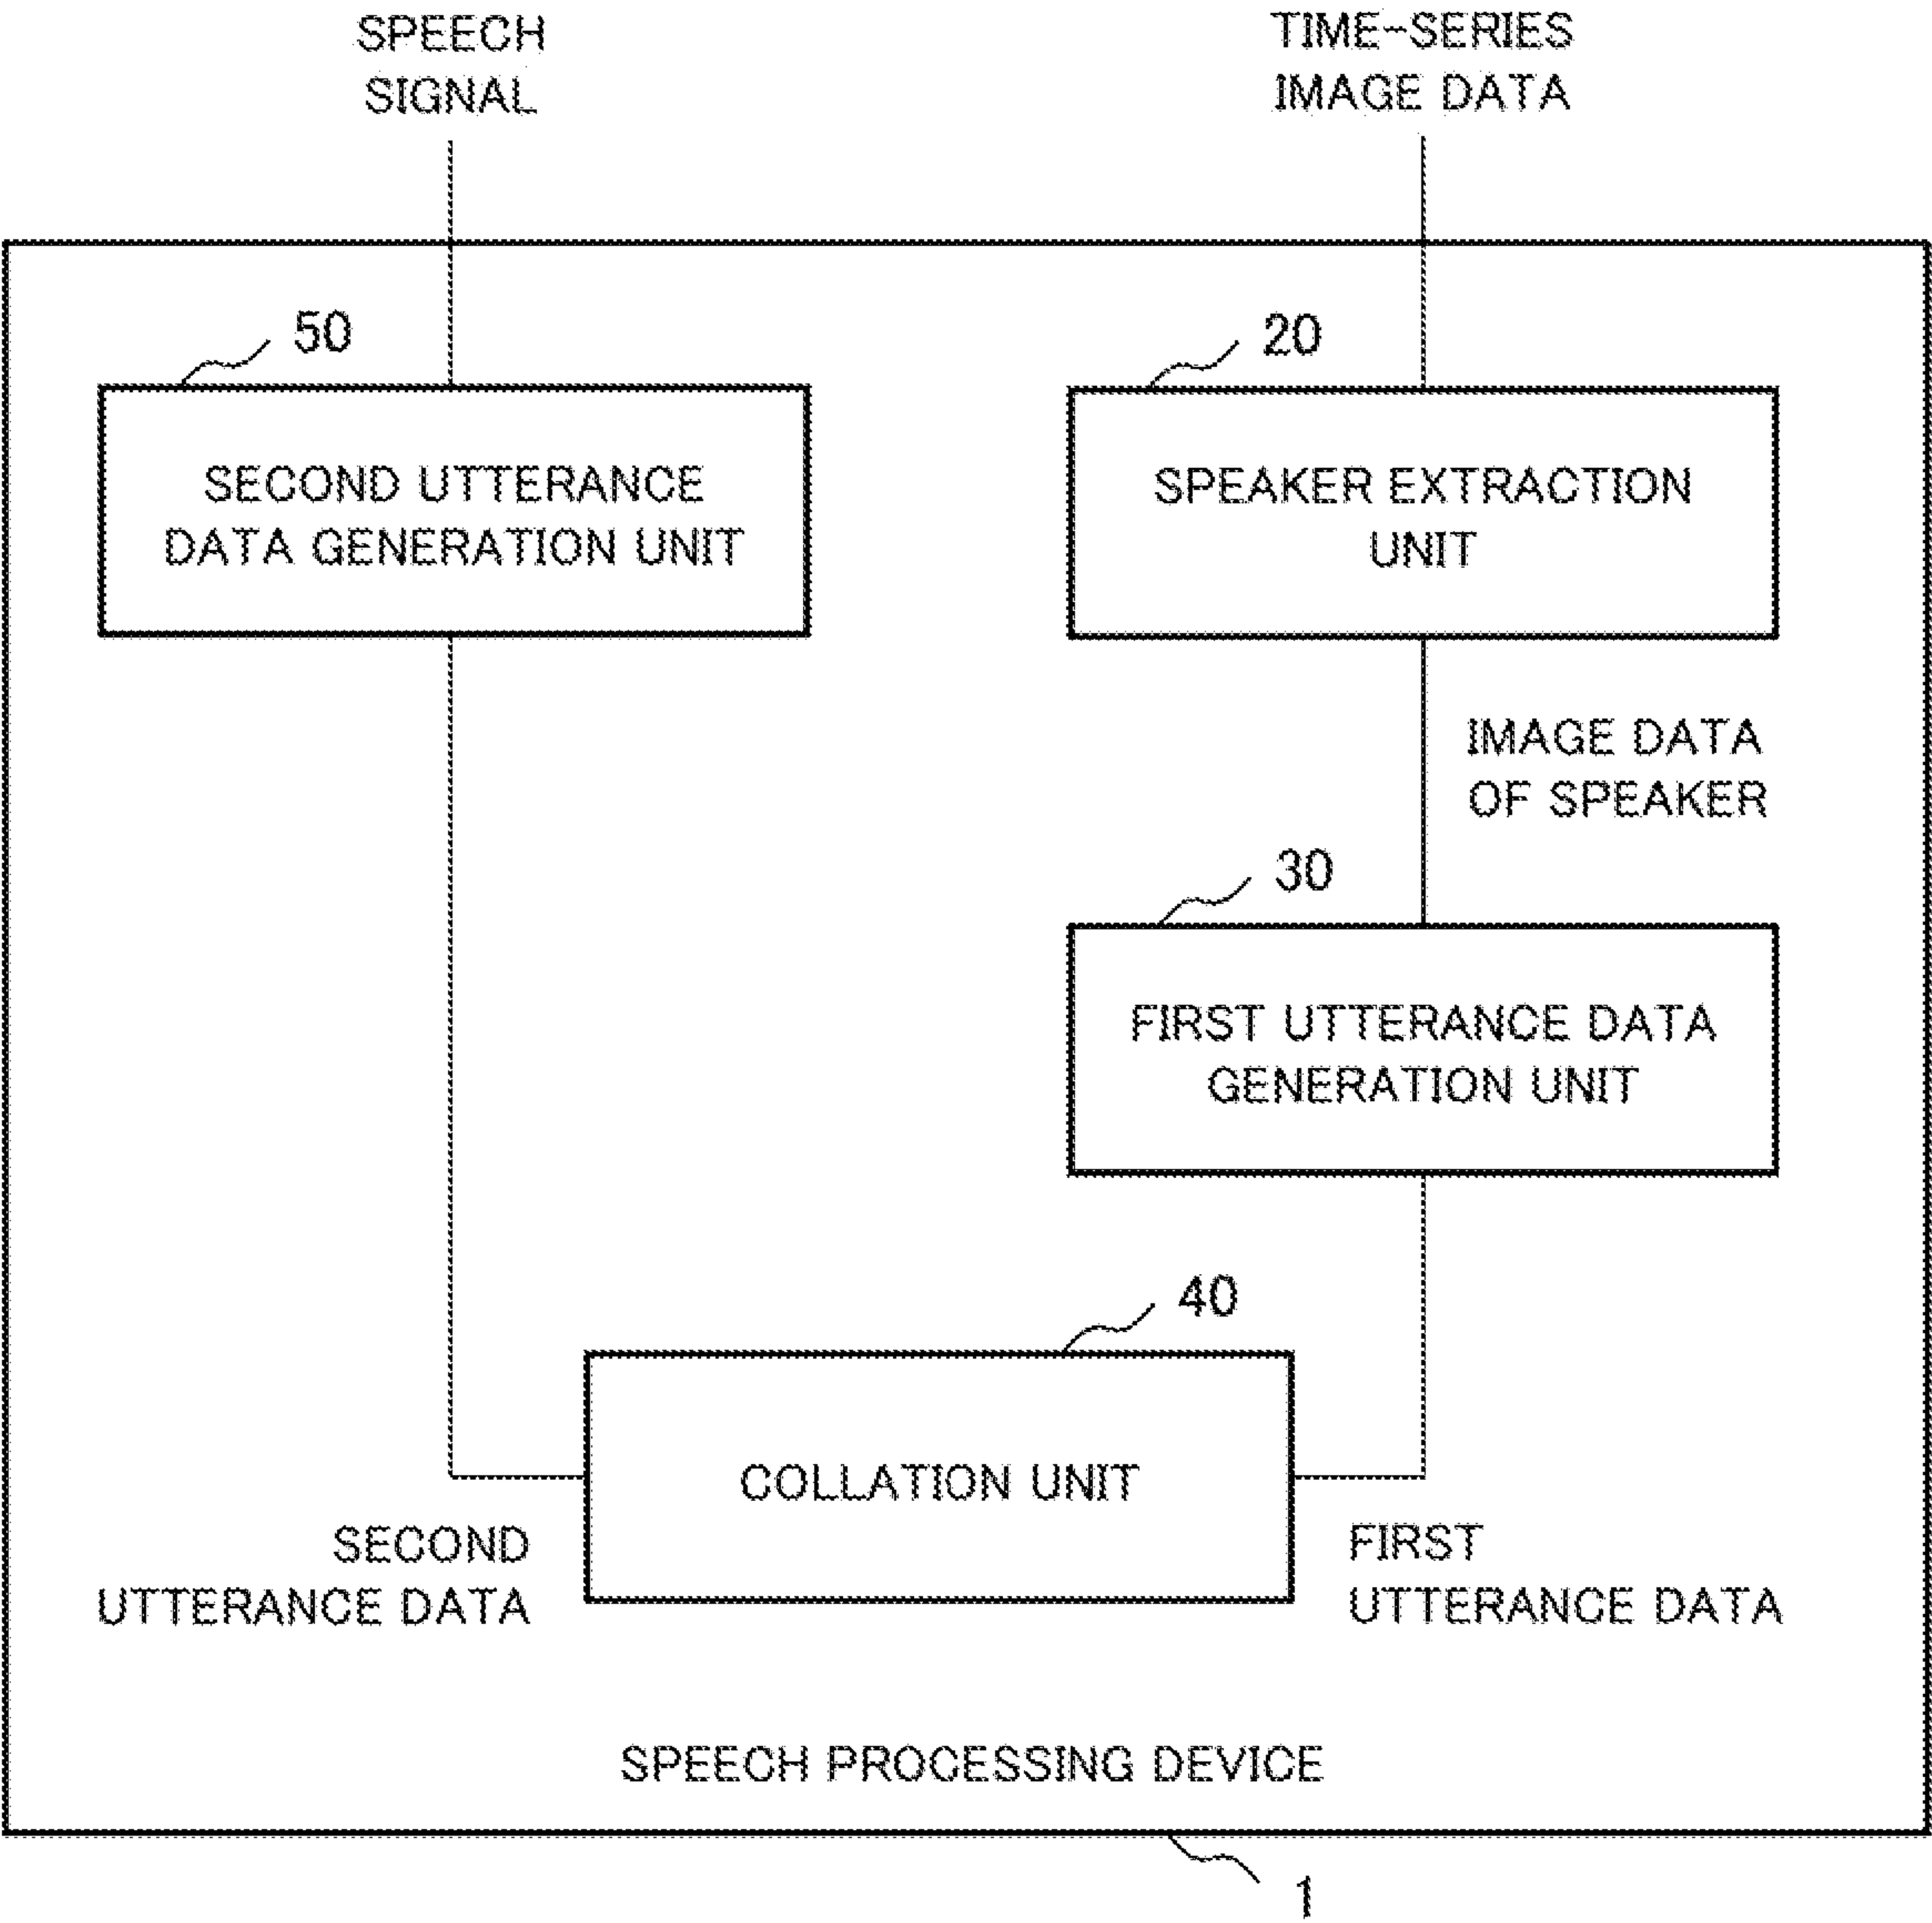 SPEECH
SIGNAL
TIME-SERIES
IMAGE DATA
50
20
SECOND UTTERANCE
DATA GENERATION UNIT
SPEAKER EXTRACTION
UNIT
IMAGE DATA
OF SPEAKER
30
FIRST UTTERANCE DATA
GENERATION UNIT
40
COLLATION UNIT
SECOND
UTTERANCE DATA
FIRST
UTTERANCE DATA
SPEECH PROCESSING DEVICE
1